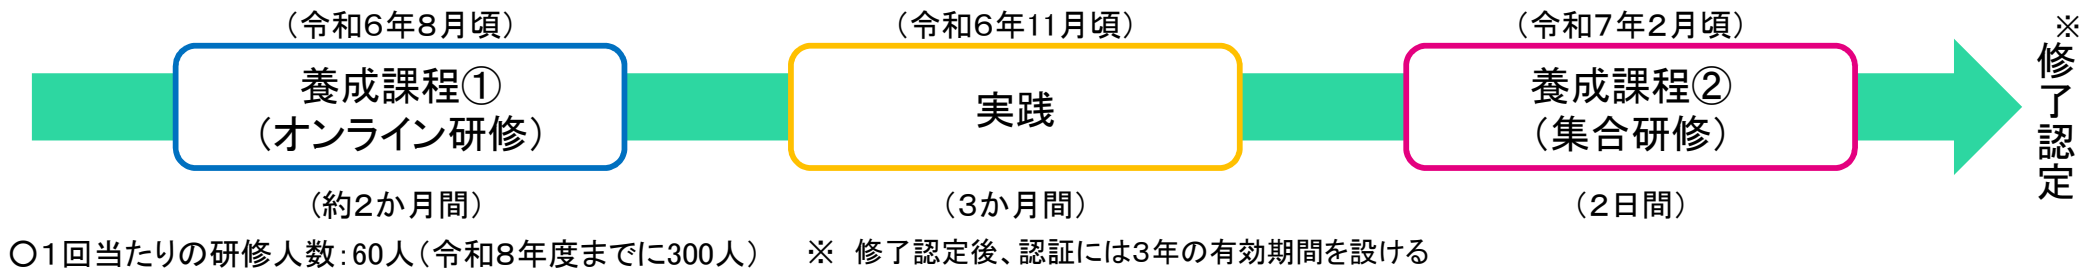 （令和６年８月頃）
養成課程①
（オンライン研修）
（約２か月間）
（令和６年11月頃）
実践
（３か月間）
（令和７年２月頃）
養成課程②
（集合研修）
（２日間）
※
修了認定
〇１回当たりの研修人数：60人（令和８年度までに300人）　※　修了認定後、認証には３年の有効期間を設ける